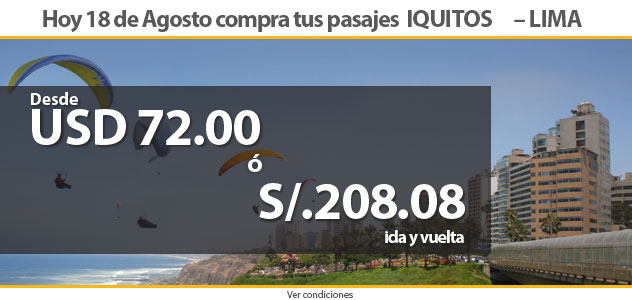 Hoy 18 de Agosto compra tus pasajes IQUITOS – LIMA
Desde
USD 72.00
ó
S/.208.08
ida y vuelta
Ver condiciones